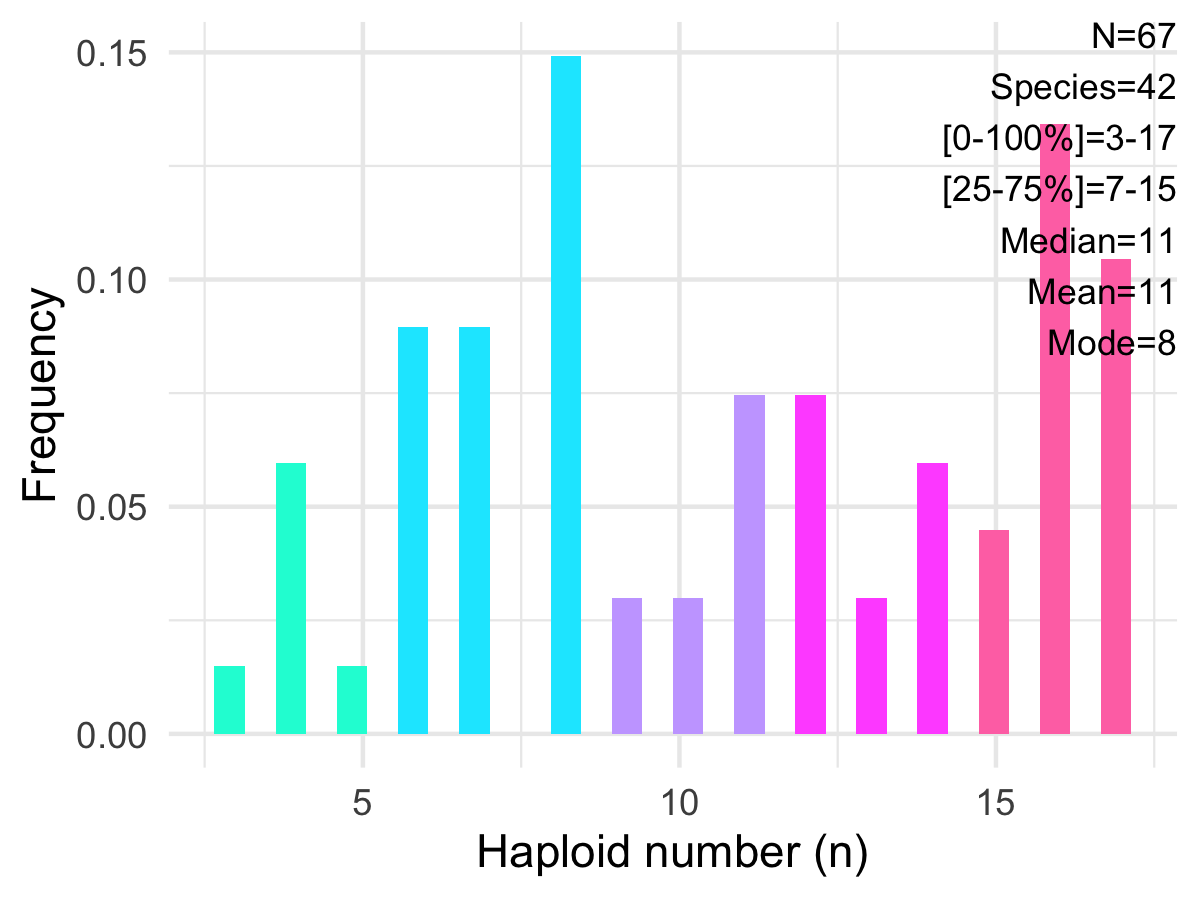 N=67
Species=42
[0-100%]=3-17
[25-75%]=7-15
Median=11
Mean=11
Mode=8
0.15
0.10
0.05
0.00
Frequency
5 10 15
Haploid number (n)